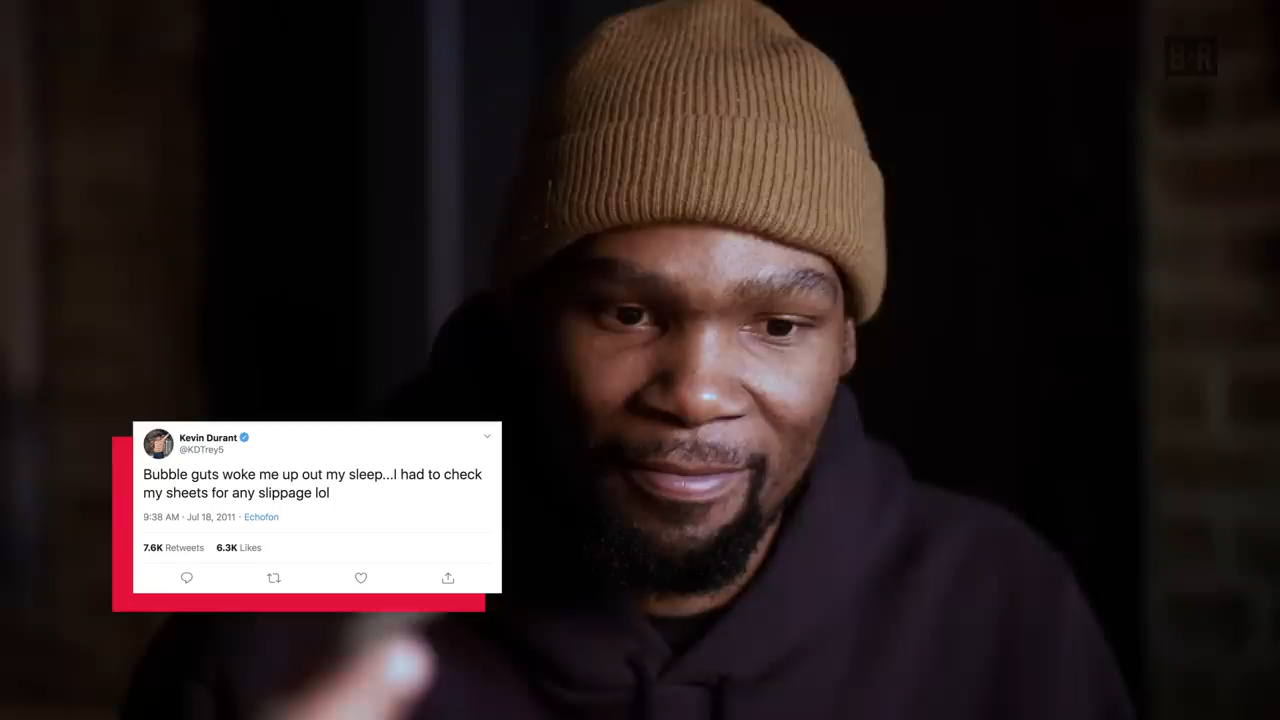 B/R
Kevin Durant
@KDTrey5
Bubble guts woke me up out my sleep...I had to check
my sheets for any slippage lol
9:38 AM · Jul 18, 2011 · Echofon
7.6K Retweets 6.3K Likes